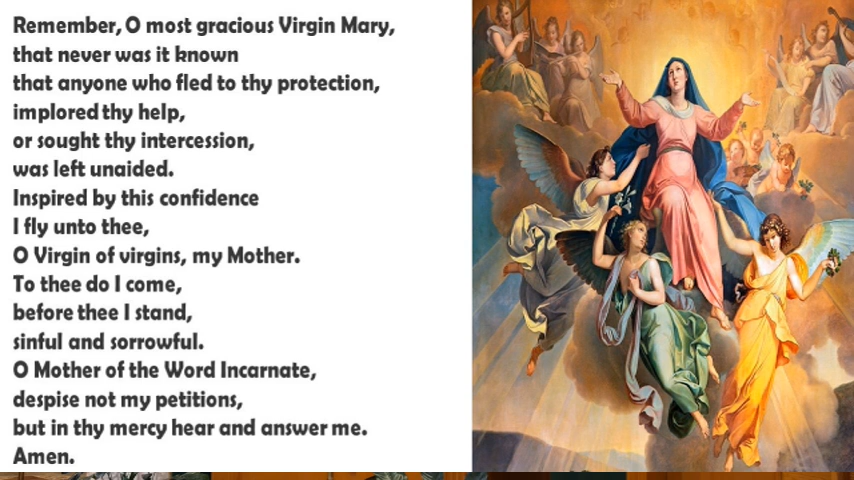 Remember, O most gracious Virgin Mary,
that never was it known
that anyone who fled to thy protection,
implored thy help,
or sought thy intercession,
was left unaided.
Inspired by this confidence
I fly unto thee,
O Virgin of virgins, my Mother.
To thee do I come,
before thee I stand,
sinful and sorrowful.
O Mother of the Word Incarnate,
despise not my petitions,
but in thy mercy hear and answer me.
Amen.